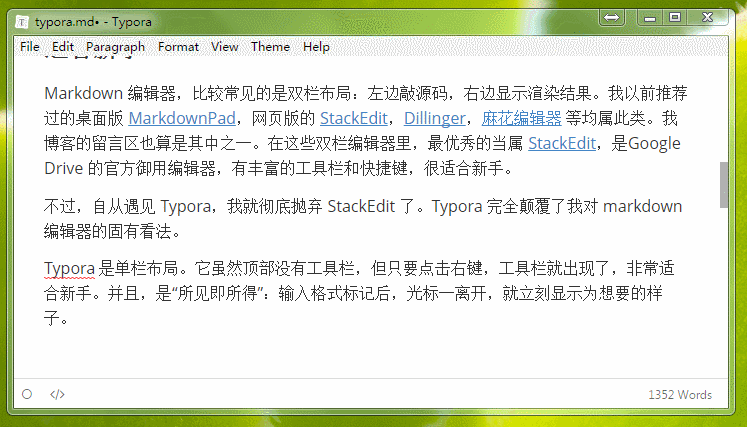 typora.md• - Typora
File Edit Paragraph Format View Theme Help
Markdown 编辑器，比较常见的是双栏布局：左边敲源码，右边显示渲染结果。我以前推荐
过的桌面版 MarkdownPad，网页版的 StackEdit，Dillinger，麻花编辑器 等均属此类。我
博客的留言区也算是其中之一。在这些双栏编辑器里，最优秀的当属 StackEdit，是Google
Drive 的官方御用编辑器，有丰富的工具栏和快捷键，很适合新手。
不过，自从遇见 Typora，我就彻底抛弃 StackEdit 了。Typora 完全颠覆了我对 markdown
编辑器的固有看法。
Typora 是单栏布局。它虽然顶部没有工具栏，但只要点击右键，工具栏就出现了，非常适
合新手。并且，是“所见即所得”：输入格式标记后，光标一离开，就立刻显示为想要的样
子。
</> 1352 Words